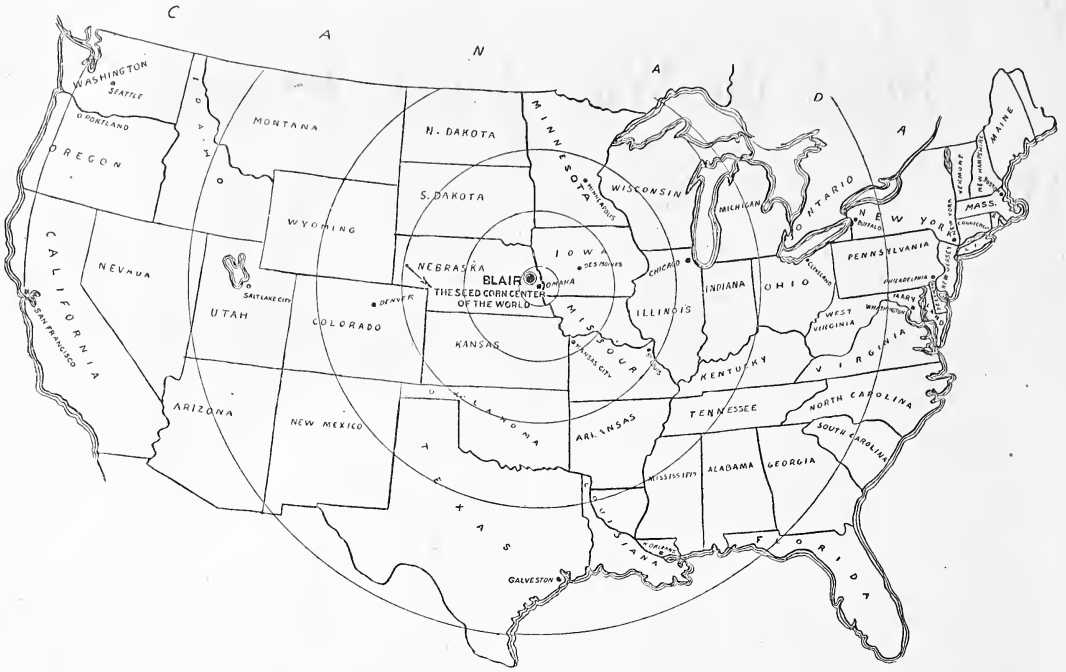 C A N A D A
WASHINGTON
SEATTLE
PORTLAND
OREGON
IDAHO
MONTANA
N. DAKOTA
S. DAKOTA
MINNESOTA
MINNEAPOLIS
WISCONSIN
MICHIGAN
ONTARIO
MAINE
VERMONT
NEW HAMPSHIRE
BOSTON
MASS.
NEW YORK
BUFFALO
NEW YORK
L I
WYOMING
NEBRASKA
BLAIR
THE SEED CORN CENTER
OF THE WORLD
OMAHA
IOWA
DES MOINES
CHICAGO
ILLINOIS
INDIANA
OHIO
CLEVELAND
PENNSYLVANIA
PHILADELPHIA
NEW JERSEY
MARYLAND
WASHINGTON
WEST
VIRGINIA
VIRGINIA
CALIFORNIA
SAN FRANCISCO
NEVADA
UTAH
SALT LAKE CITY
COLORADO
DENVER
KANSAS
MISSOURI
KANSAS CITY
ST LOUIS
KENTUCKY
TENNESSEE
NORTH CAROLINA
SOUTH CAROLINA
ARIZONA
NEW MEXICO
OKLAHOMA
TEXAS
GALVESTON
ARKANSAS
LOUISIANA
N. ORLEANS
MISSISSIPPI
ALABAMA
GEORGIA
FLORIDA